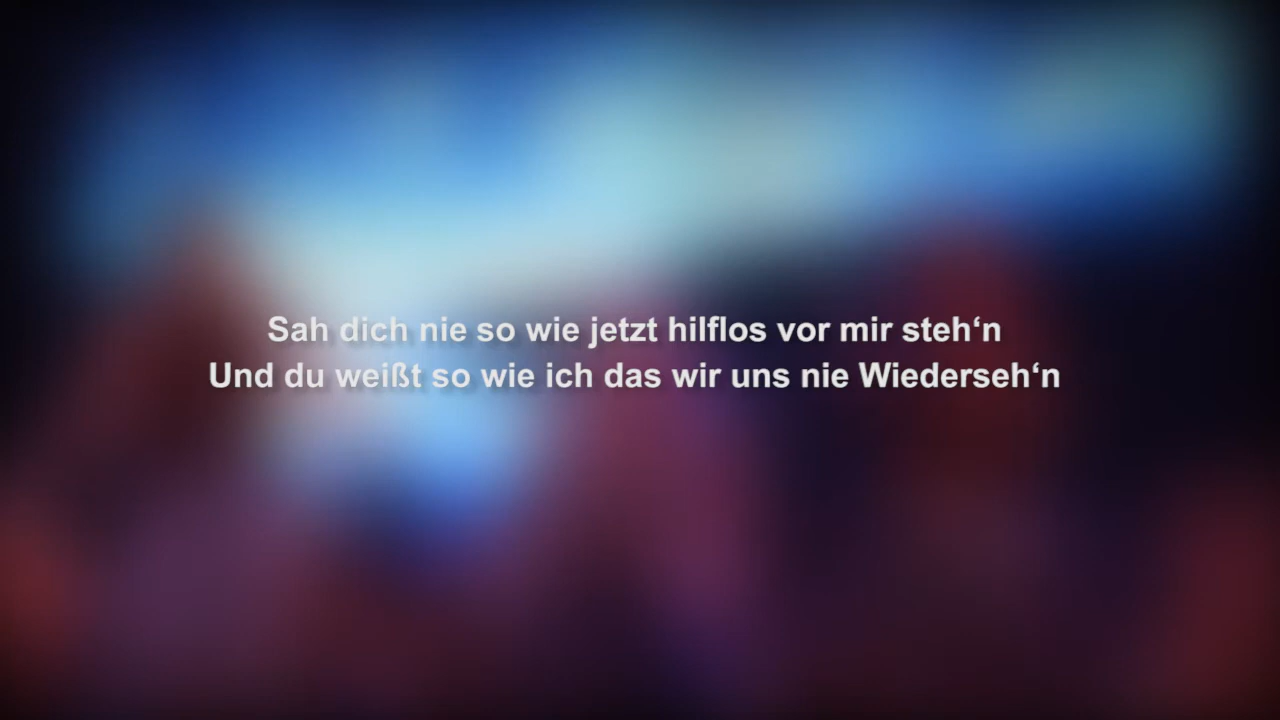 Sah dich nie so wie jetzt hilflos vor mir steh‘n
Und du weißt so wie ich das wir uns nie Wiederseh‘n